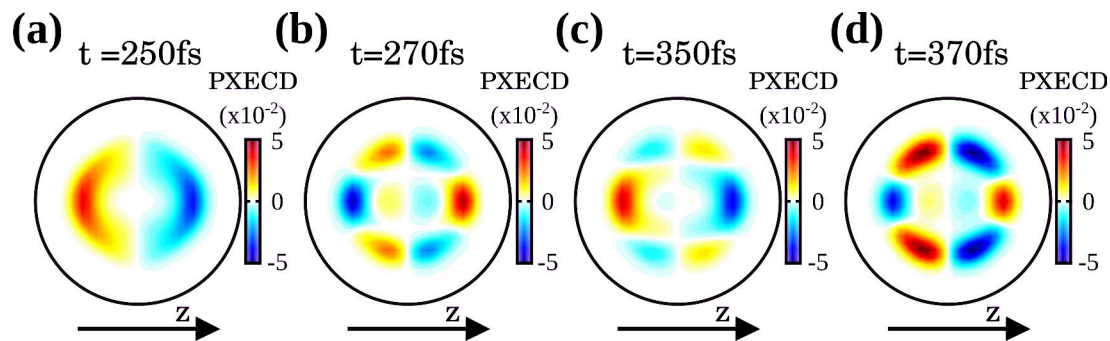 (a) (b) (c) (d)
t =250fs t=270fs t=350fs t=370fs
PXECD PXECD PXECD PXECD
(x10-2) (x10-2) (x10-2) (x10-2)
5 5 5 5
0 0 0 0
-5 -5 -5 -5
z z z z